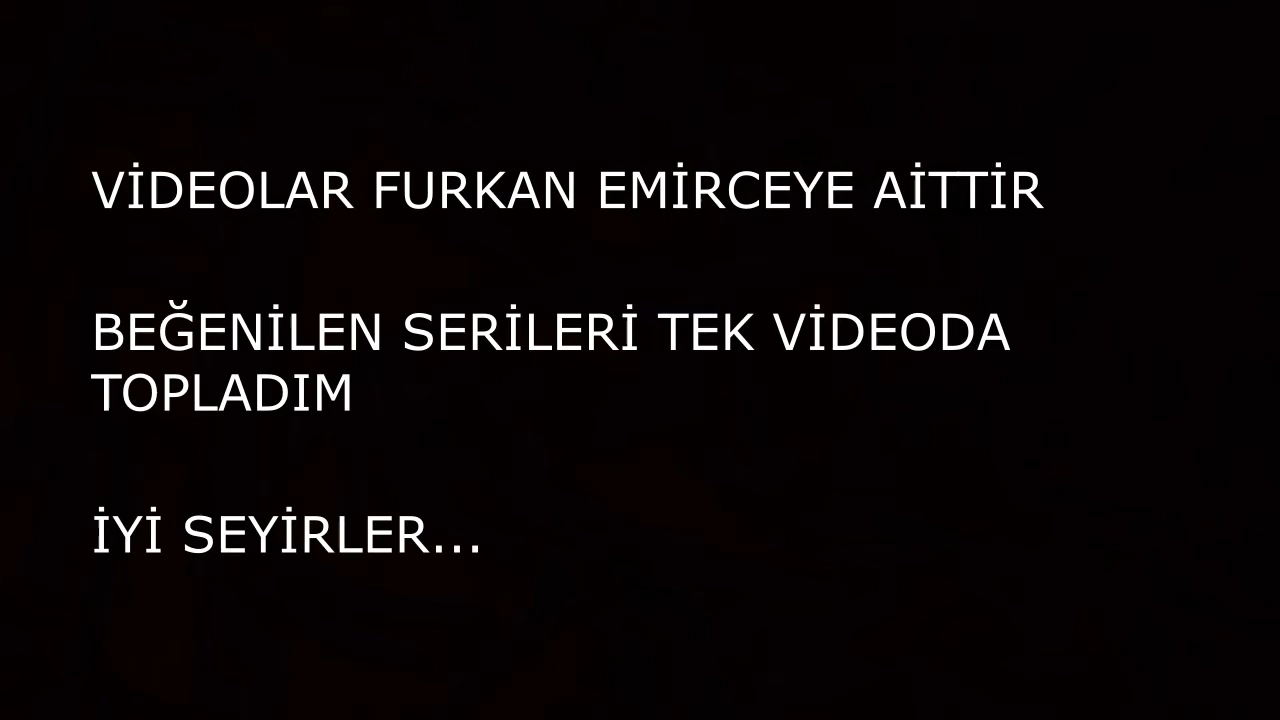 VİDEOLAR FURKAN EMİRCEYE AİTTİR
BEĞENİLEN SERİLERİ TEK VİDEODA
TOPLADIM
İYİ SEYİRLER...